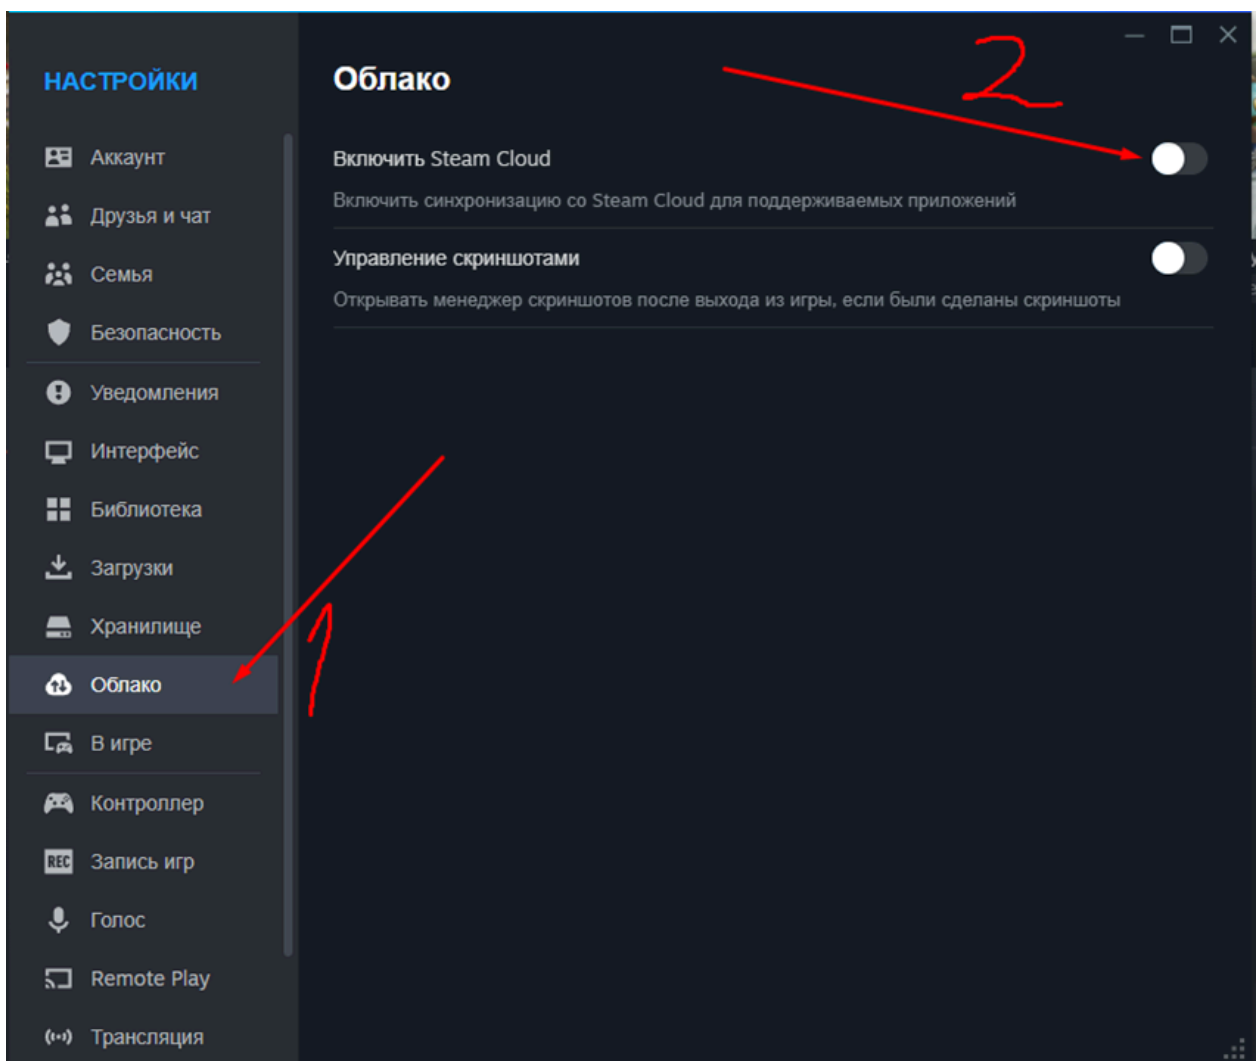 НАСТРОЙКИ
Аккаунт
Друзья и чат
Семья
Безопасность
Уведомления
Интерфейс
Библиотека
Загрузки
Хранилище
Облако
В игре
Контроллер
REC Запись игр
Голос
Remote Play
Трансляция
1
Облако
2
Включить Steam Cloud
Включить синхронизацию со Steam Cloud для поддерживаемых приложений
Управление скриншотами
Открывать менеджер скриншотов после выхода из игры, если были сделаны скриншоты